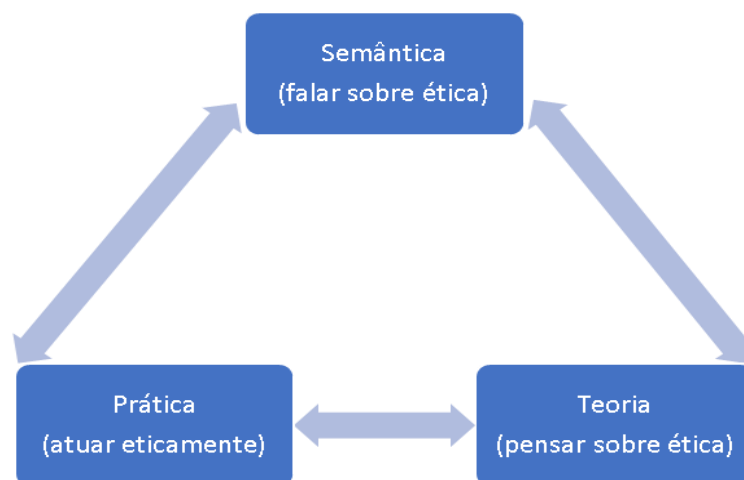 Semântica
(falar sobre ética)
Prática
(atuar eticamente)
Teoria
(pensar sobre ética)